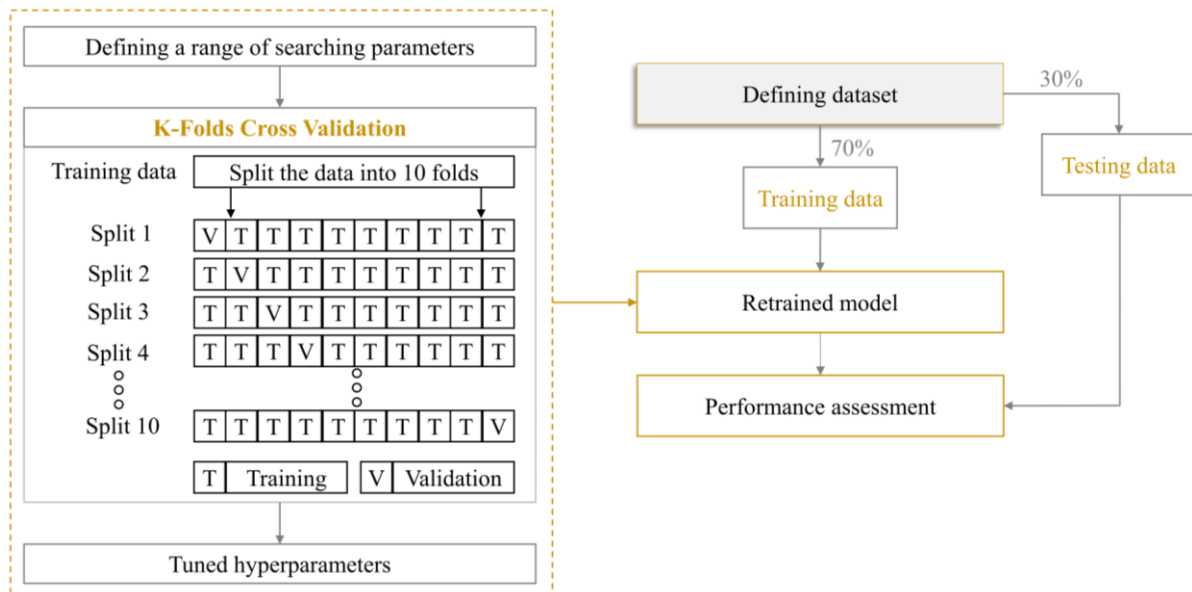 Defining a range of searching parameters
K-Folds Cross Validation
Training data
Split the data into 10 folds
Split 1
V T T T T T T T T T
Split 2
T V T T T T T T T T
Split 3
T T V T T T T T T T
Split 4
T T T V T T T T T T
Split 10
T T T T T T T T T V
T Training
V Validation
Tuned hyperparameters
Defining dataset
30%
70%
Testing data
Training data
Retrained model
Performance assessment